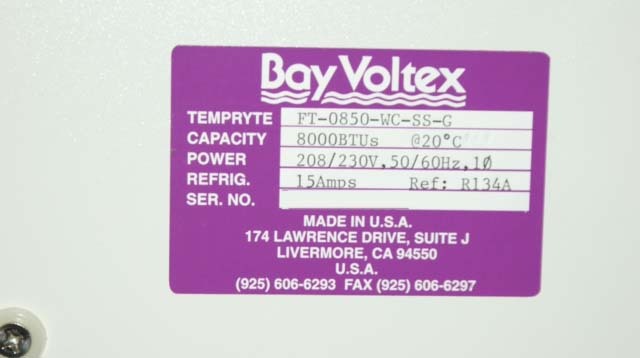 Bay Voltex
TEMPRYTE FT-0850-WC-SS-G
CAPACITY 8000BTUs @20°C
POWER 208/230V,50/60Hz,1Ø
REFRIG. 15Amps Ref: R134A
SER. NO.
MADE IN U.S.A.
174 LAWRENCE DRIVE, SUITE J
LIVERMORE, CA 94550
U.S.A.
(925) 606-6293 FAX (925) 606-6297